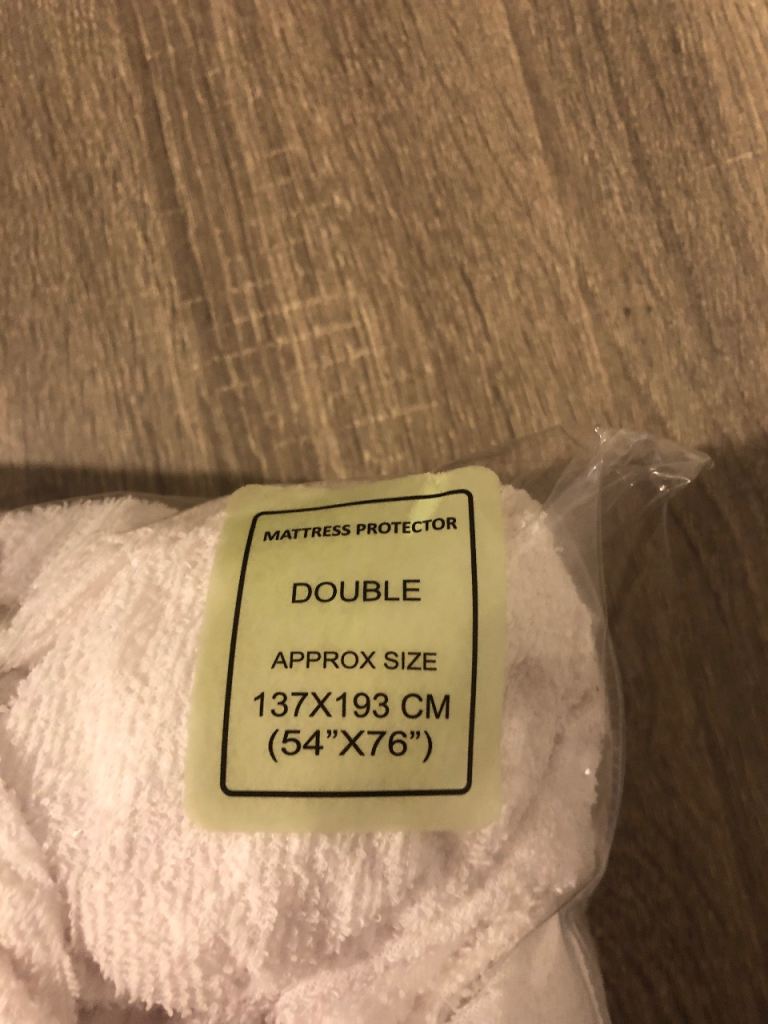 MATTRESS PROTECTOR
DOUBLE
APPROX SIZE
137X193 CM
(54”X76”)